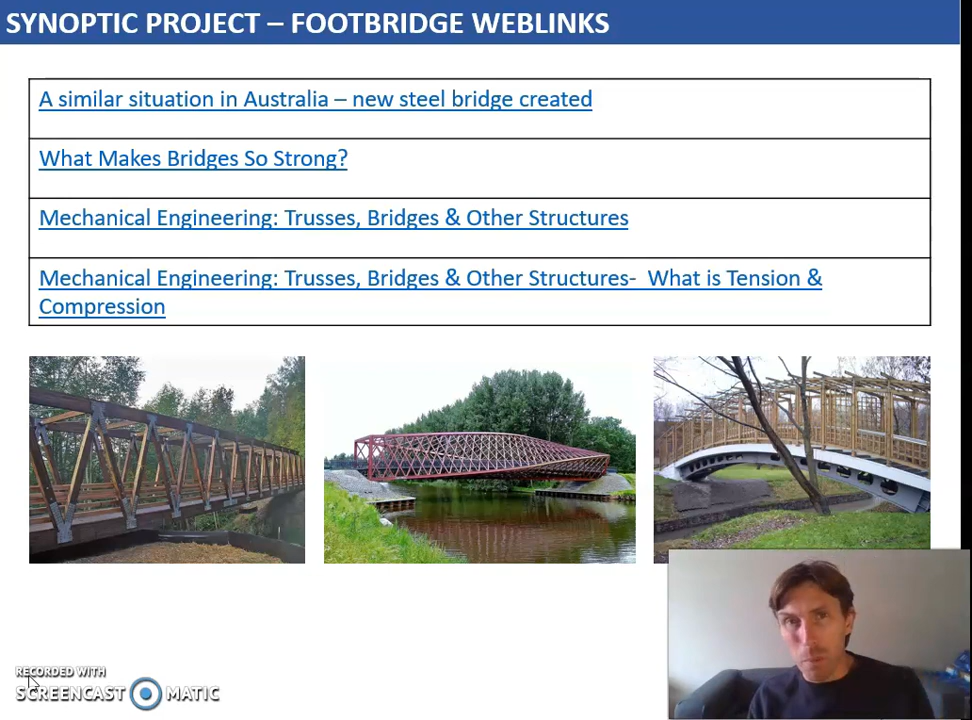 SYNOPTIC PROJECT – FOOTBRIDGE WEBLINKS
A similar situation in Australia – new steel bridge created
What Makes Bridges So Strong?
Mechanical Engineering: Trusses, Bridges & Other Structures
Mechanical Engineering: Trusses, Bridges & Other Structures-  What is Tension &
Compression
RECORDED WITH
SCREENCAST MATIC